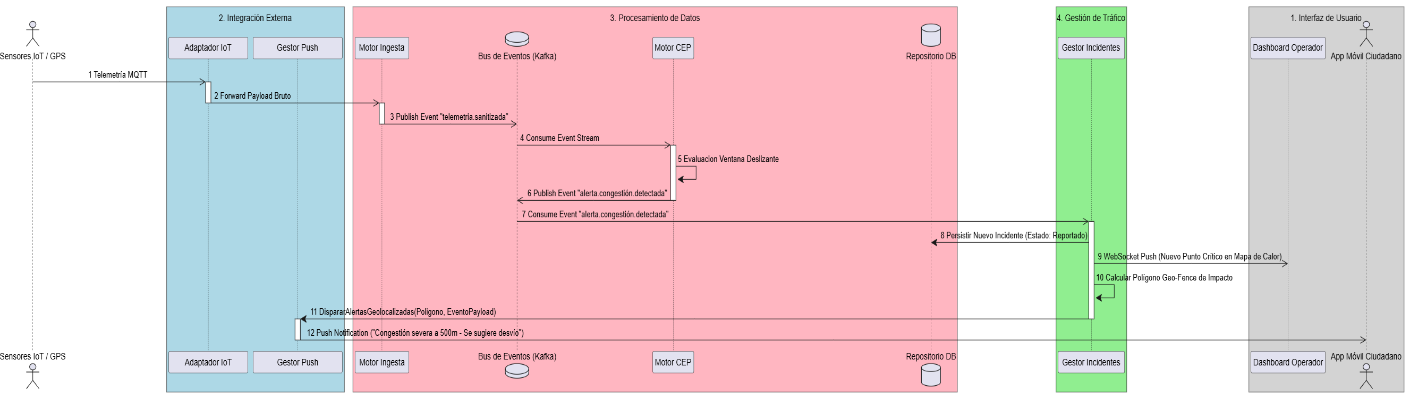 2. Integración Externa
3. Procesamiento de Datos
4. Gestión de Tráfico
1. Interfaz de Usuario
Sensores IoT / GPS
Adaptador IoT
Gestor Push
Motor Ingesta
Bus de Eventos (Kafka)
Motor CEP
Repositorio DB
Gestor Incidentes
Dashboard Operador
App Móvil Ciudadano
1 Telemetría MQTT
2 Forward Payload Bruto
3 Publish Event "telemetria.sanitizada"
4 Consume Event Stream
5 Evaluacion Ventana Deslizante
6 Publish Event "alerta.congestión.detectada"
7 Consume Event "alerta.congestión.detectada"
8 Persistir Nuevo Incidente (Estado: Reportado)
9 WebSocket Push (Nuevo Punto Crítico en Mapa de Calor)
10 Calcular Polígono Geo-Fence de Impacto
11 DispararAlertasGeolocalizadas(Polígono, EventoPayload)
12 Push Notification ("Congestión severa a 500m - Se sugiere desvío")
Sensores IoT / GPS
Adaptador IoT
Gestor Push
Motor Ingesta
Bus de Eventos (Kafka)
Motor CEP
Repositorio DB
Gestor Incidentes
Dashboard Operador
App Móvil Ciudadano